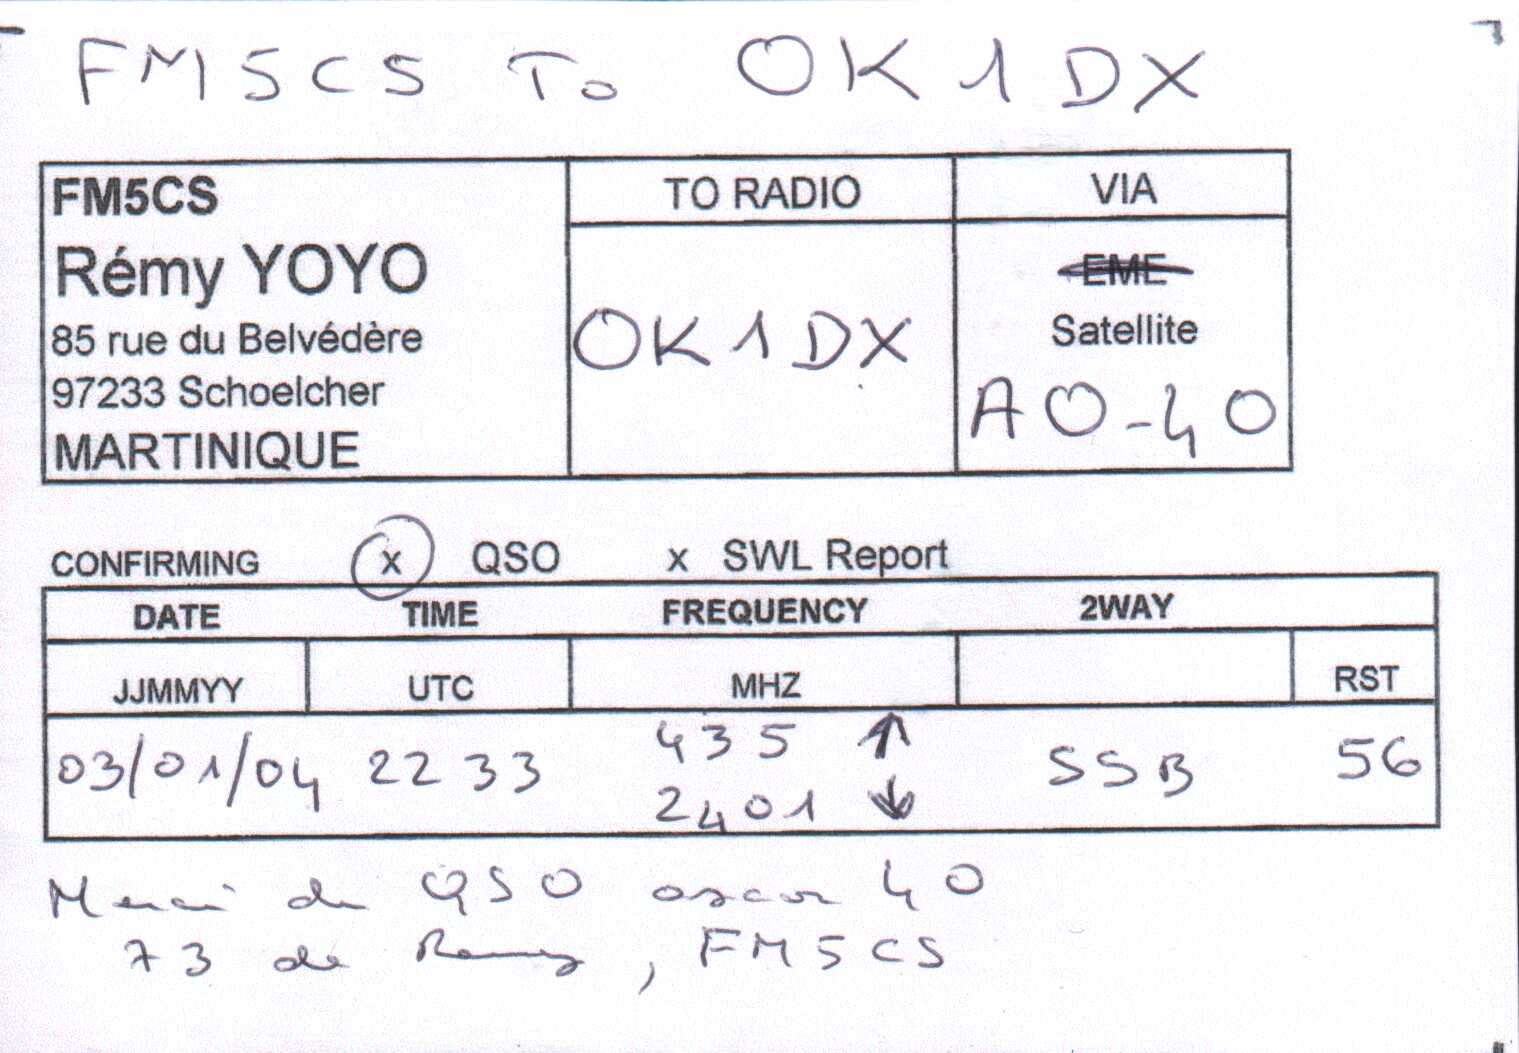 FM5CS To OK1DX
FM5CS
Rémy YOYO
85 rue du Belvédère
97233 Schoelcher
MARTINIQUE
TO RADIO
OK1DX
VIA
EME
Satellite
AO-40
CONFIRMING x QSO x SWL Report
DATE TIME FREQUENCY 2WAY
JJMMYY UTC MHZ RST
03/01/04 2233 435 ↑ SSB 56
2401 ↓
Merci du QSO oscar 40
73 de Remy, FM5CS